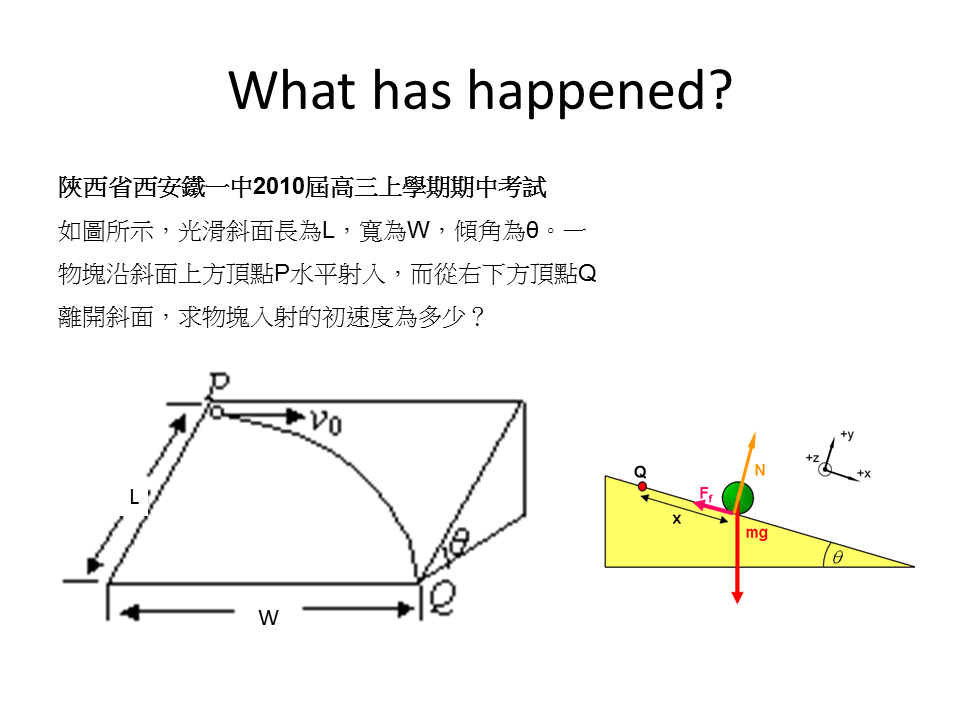 What has happened?
陝西省西安鐵一中2010屆高三上學期期中考試
如圖所示，光滑斜面長為L，寬為W，傾角為θ。一
物塊沿斜面上方頂點P水平射入，而從右下方頂點Q
離開斜面，求物塊入射的初速度為多少？
P
v0
L
θ
Q
W
+y
+z
+x
Q
N
Ff
x
mg
θ